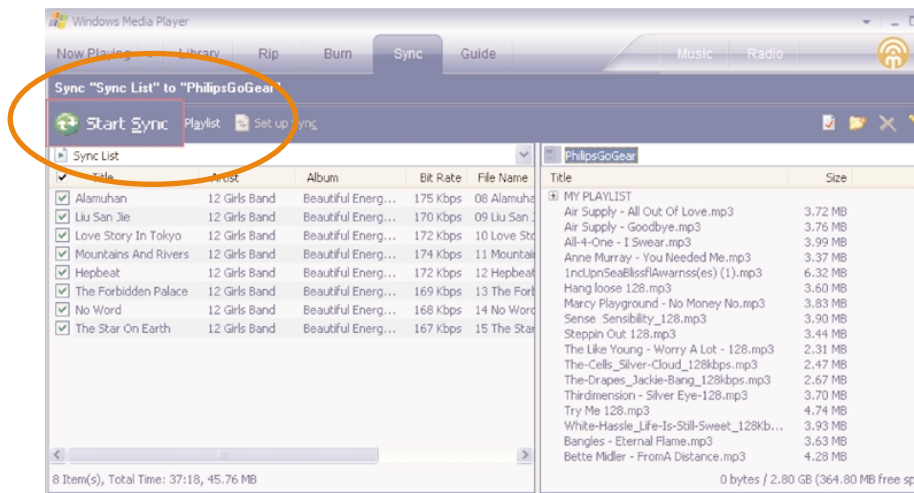 Windows Media Player
Now Playing Library Rip Burn Sync Guide Music Radio
Sync "Sync List" to "PhilipsGoGear"
Start Sync Playlist Set up Sync
Sync List
PhilipsGoGear
Title Artist Album Bit Rate File Name
Alamuhan 12 Girls Band Beautiful Energ... 175 Kbps 08 Alamuha
Liu San Jie 12 Girls Band Beautiful Energ... 170 Kbps 09 Liu San J
Love Story In Tokyo 12 Girls Band Beautiful Energ... 172 Kbps 10 Love Sto
Mountains And Rivers 12 Girls Band Beautiful Energ... 174 Kbps 11 Mountai
Hepbeat 12 Girls Band Beautiful Energ... 172 Kbps 12 Hepbeat
The Forbidden Palace 12 Girls Band Beautiful Energ... 169 Kbps 13 The Forb
No Word 12 Girls Band Beautiful Energ... 168 Kbps 14 No Word
The Star On Earth 12 Girls Band Beautiful Energ... 167 Kbps 15 The Star
8 Item(s), Total Time: 37:18, 45.76 MB
Title Size
MY PLAYLIST
Air Supply - All Out Of Love.mp3 3.72 MB
Air Supply - Goodbye.mp3 3.76 MB
All-4-One - I Swear.mp3 3.99 MB
Anne Murray - You Needed Me.mp3 3.37 MB
1ncUpnSeaBlissflAwarnss(es) (1).mp3 6.32 MB
Hang loose 128.mp3 3.60 MB
Marcy Playground - No Money No.mp3 3.83 MB
Sense Sensibility_128.mp3 3.90 MB
Steppin Out 128.mp3 3.44 MB
The Like Young - Worry A Lot - 128.mp3 2.31 MB
The-Cells_Silver-Cloud_128kbps.mp3 2.47 MB
The-Drapes_Jackie-Bang_128kbps.mp3 2.67 MB
Thirdimension - Silver Eye-128.mp3 3.70 MB
Try Me 128.mp3 4.74 MB
White-Hassle_Life-Is-Still-Sweet_128Kb... 3.93 MB
Bangles - Eternal Flame.mp3 3.63 MB
Bette Midler - FromA Distance.mp3 4.28 MB
0 bytes / 2.80 GB (364.80 MB free sp